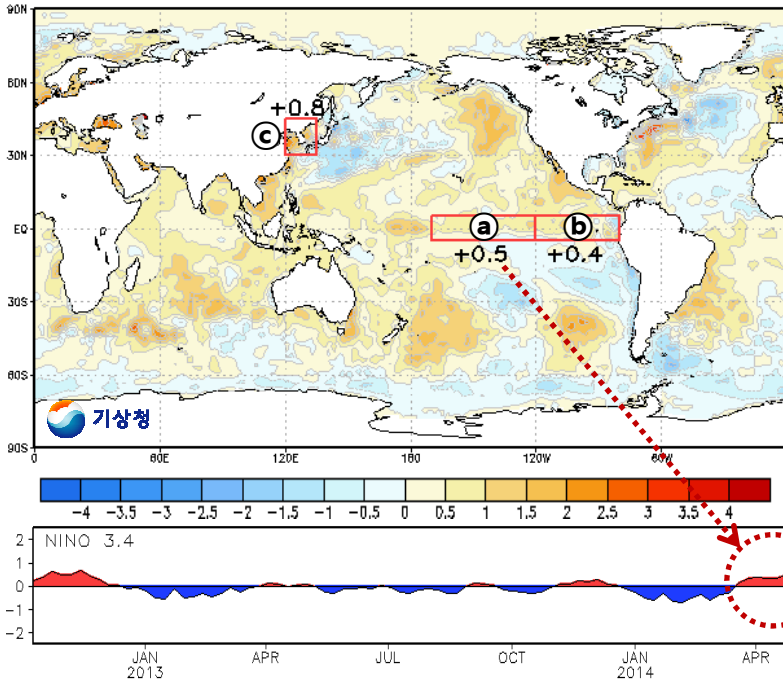 90N
60N
+0.8
ⓒ
30N
EQ
ⓐ ⓑ
+0.5 +0.4
30S
60S
기상청
90S
0 60E 120E 180 120W 60W
-4 -3.5 -3 -2.5 -2 -1.5 -1 -0.5 0 0.5 1 1.5 2 2.5 3 3.5 4
NINO 3.4
2
1
0
-1
-2
JAN APR JUL OCT JAN APR
2013 2014